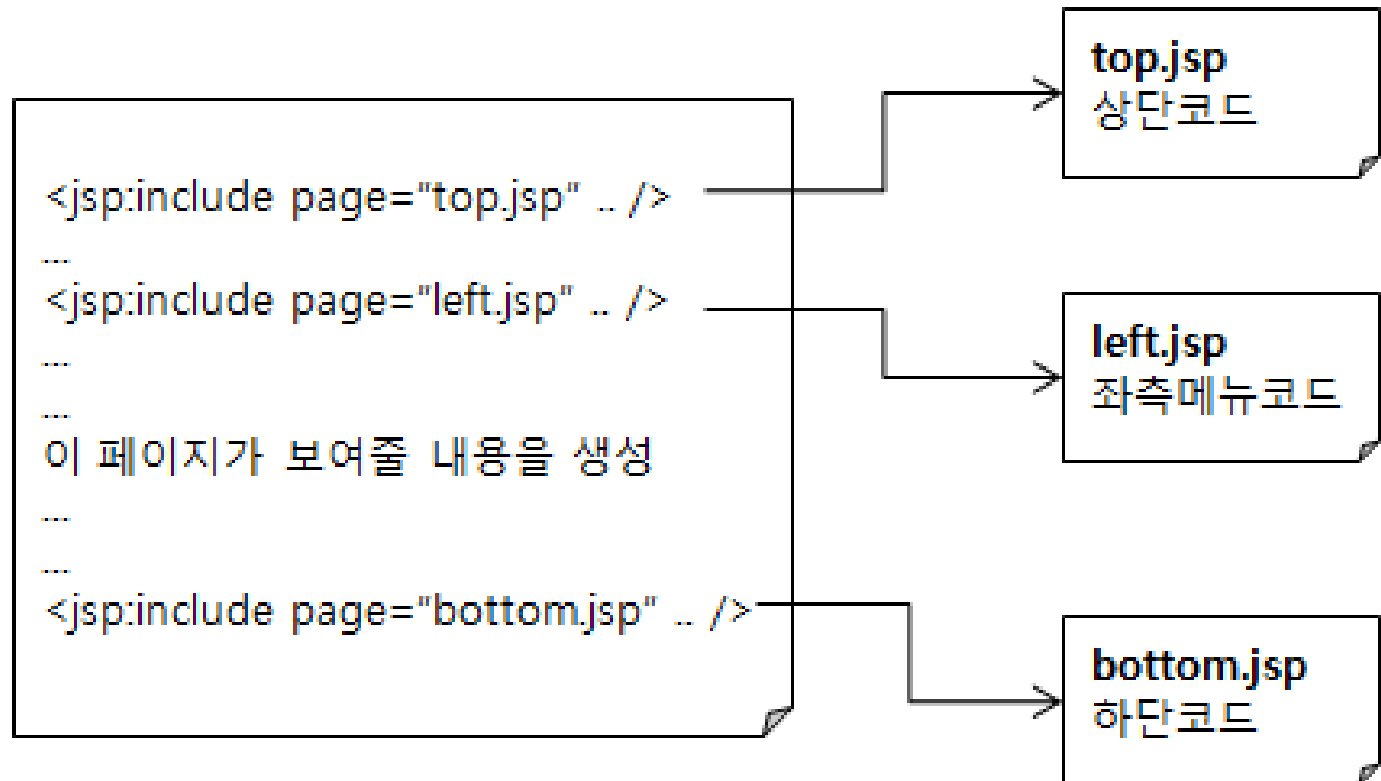 <jsp:include page="top.jsp" .. />
....
<jsp:include page="left.jsp" .. />
....
....
이 페이지가 보여줄 내용을 생성
....
....
<jsp:include page="bottom.jsp" .. />
top.jsp
상단코드
left.jsp
좌측메뉴코드
bottom.jsp
하단코드